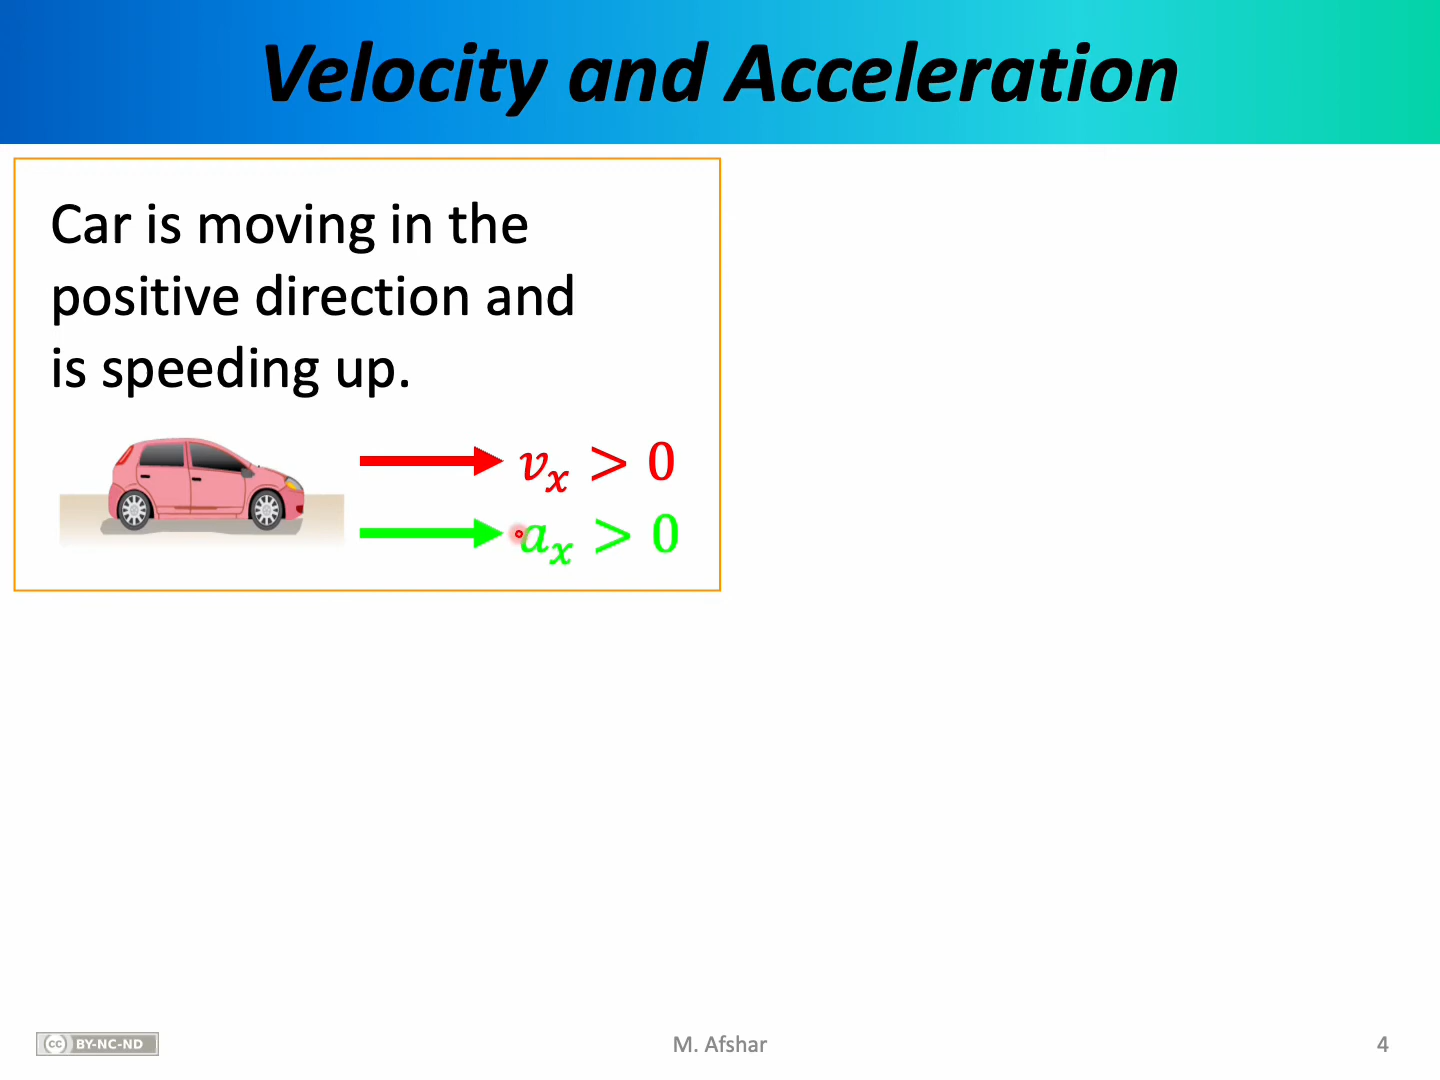 Velocity and Acceleration
Car is moving in the
positive direction and
is speeding up.
vₓ > 0
aₓ > 0
cc BY-NC-ND
M. Afshar
4